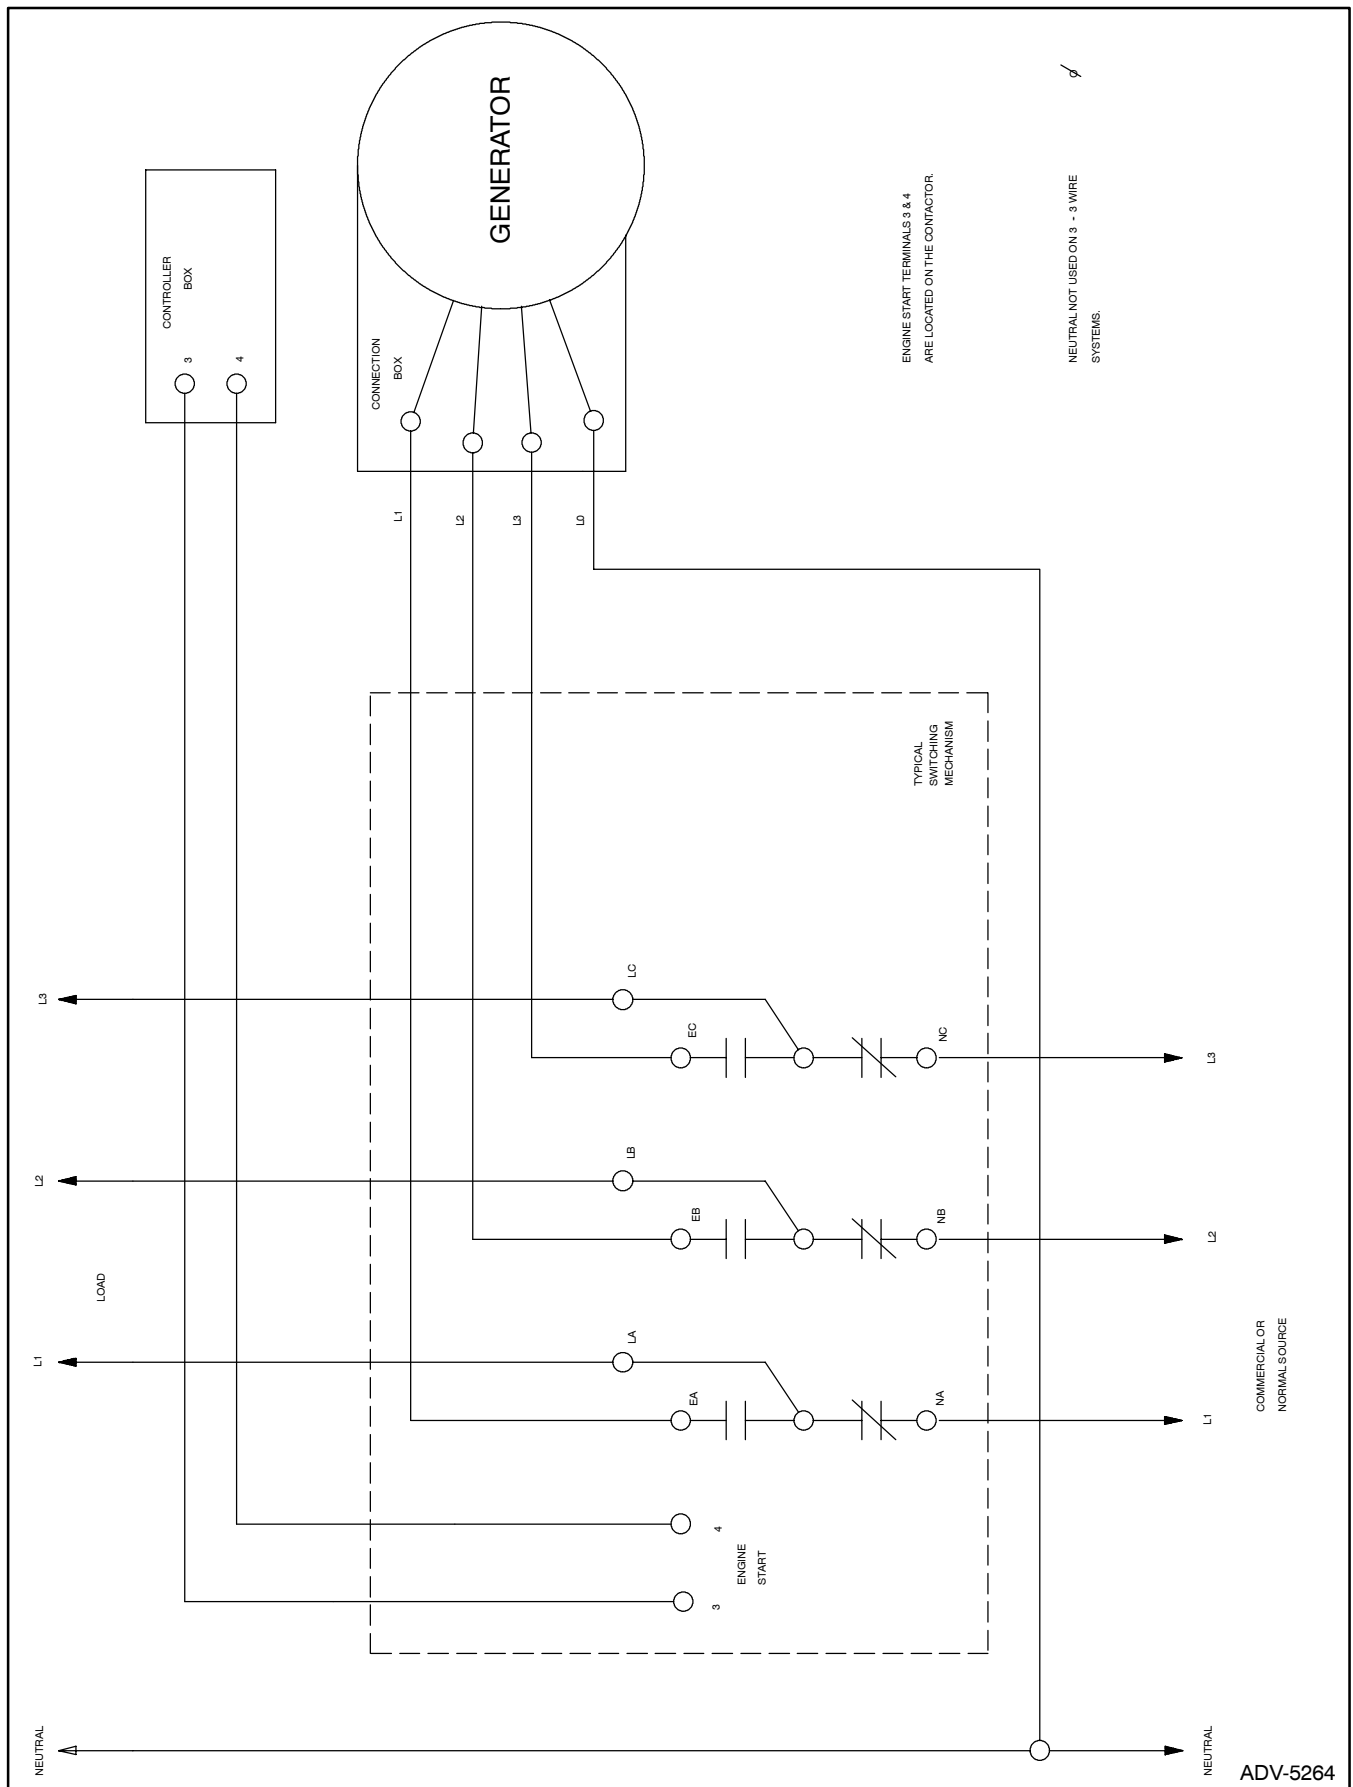 NEUTRAL
L1
L2
L3
LOAD
CONTROLLER
BOX
3
4
CONNECTION
BOX
GENERATOR
L1
L2
L3
L0
LA
LB
LC
EA
EB
EC
3
4
ENGINE
START
NA
NB
NC
TYPICAL
SWITCHING
MECHANISM
ENGINE START TERMINALS 3 & 4
ARE LOCATED ON THE CONTACTOR.
NEUTRAL NOT USED ON 3 - 3 WIRE
SYSTEMS.
ø
NEUTRAL
L1
L2
L3
COMMERCIAL OR
NORMAL SOURCE
ADV-5264